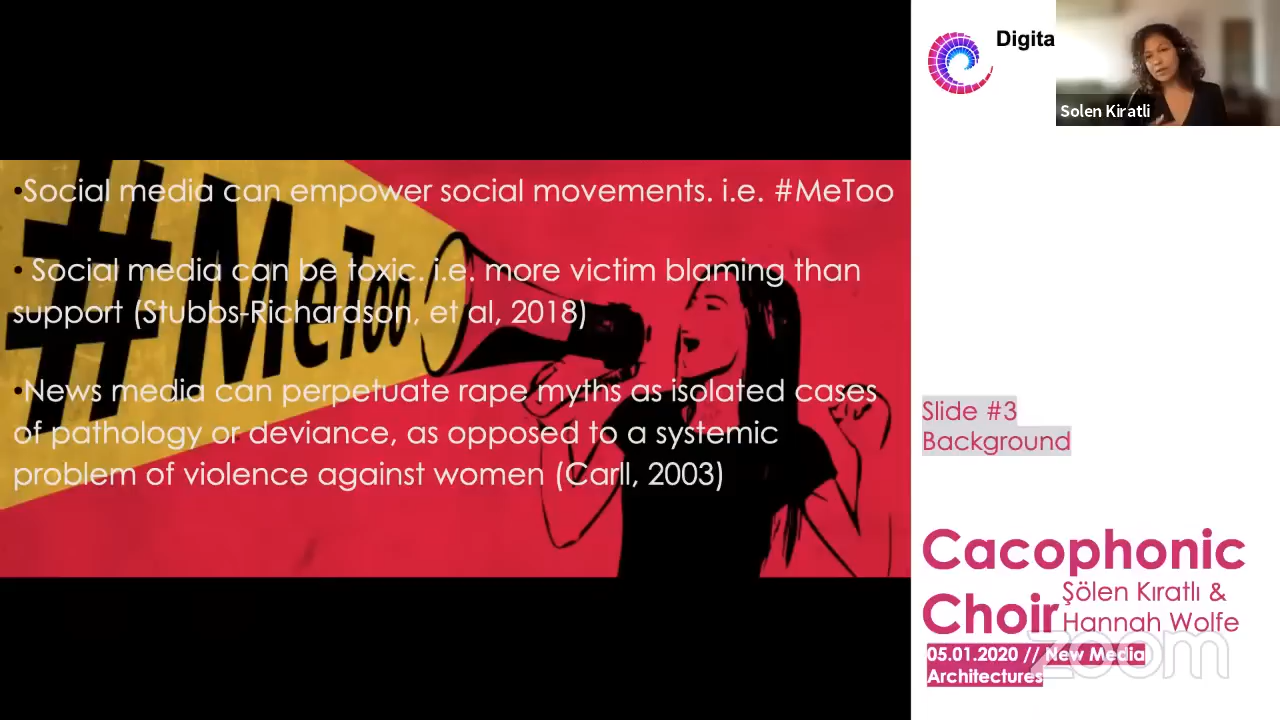 #MeToo
•Social media can empower social movements. i.e. #MeToo
• Social media can be toxic. i.e. more victim blaming than
support (Stubbs-Richardson, et al, 2018)
•News media can perpetuate rape myths as isolated cases
of pathology or deviance, as opposed to a systemic
problem of violence against women (Carll, 2003)
Digita
Solen Kiratli
Slide #3
Background
Cacophonic
Choir
Şölen Kıratlı &
Hannah Wolfe
05.01.2020 // New Media
Architectures
zoom